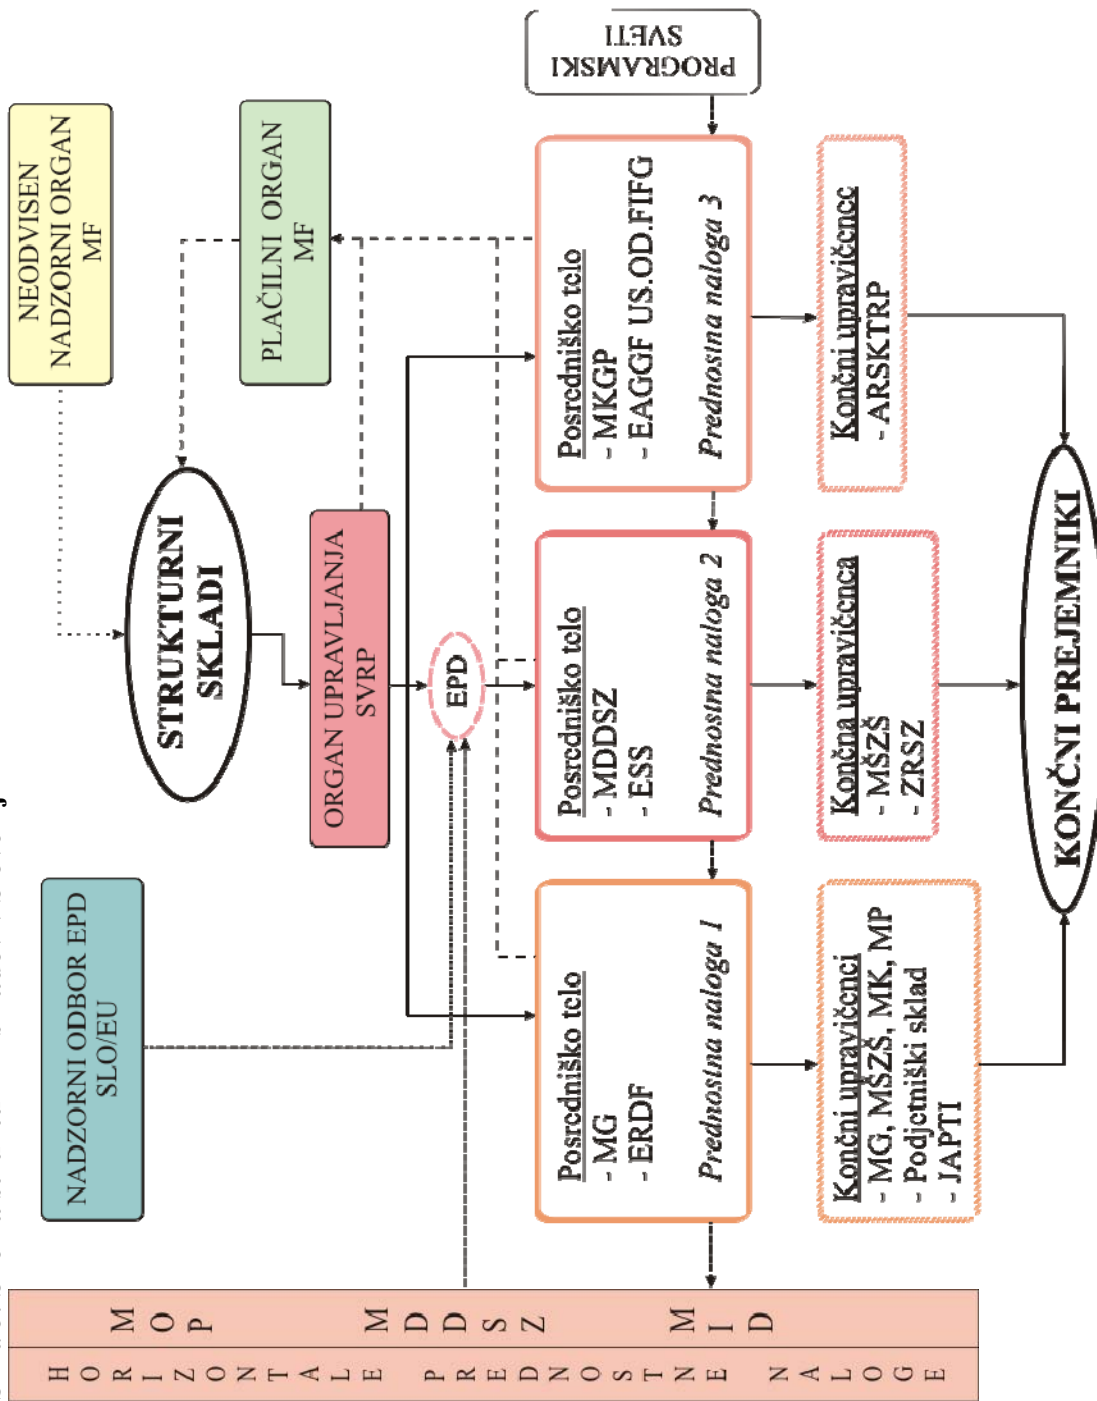 NEODVISEN
NADZORNI ORGAN
MF
PLAČILNI ORGAN
MF
STRUKTURNI
SKLADI
NADZORNI ODBOR EPD
SLO/EU
ORGAN UPRAVLJANJA
SVRP
EPD
Posredniško telo
- MG
- ERDF
Prednostna naloga 1
Posredniško telo
- MDDSZ
- ESS
Prednostna naloga 2
Posredniško telo
- MKGP
- EAGGF US.OD.FIFG
Prednostna naloga 3
PROGRAMSKI
SVETI
Končni upravičenci
- MG, MŠZŠ, MK, MP
- Podjetniški sklad
- JAPTI
Končna upravičenca
- MŠZŠ
- ZRSZ
Končni upravičenec
- ARSKTRP
KONČNI PREJEMNIKI
HORIZONTALE PREDNOSTNE NALOGE
MOP MDDSZ MID